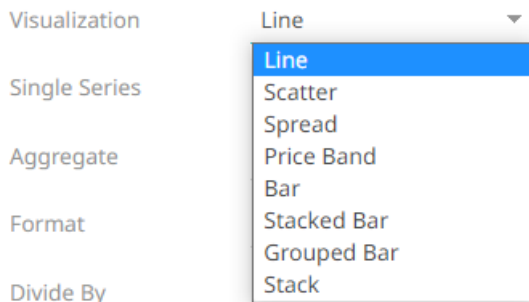 Visualization Line
Line
Single Series Scatter
Spread
Aggregate Price Band
Bar
Format Stacked Bar
Grouped Bar
Divide By Stack